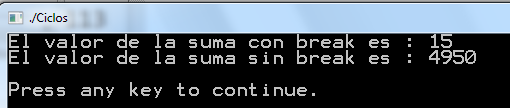 ./Ciclos
El valor de la suma con break es : 15
El valor de la suma sin break es : 4950
Press any key to continue.